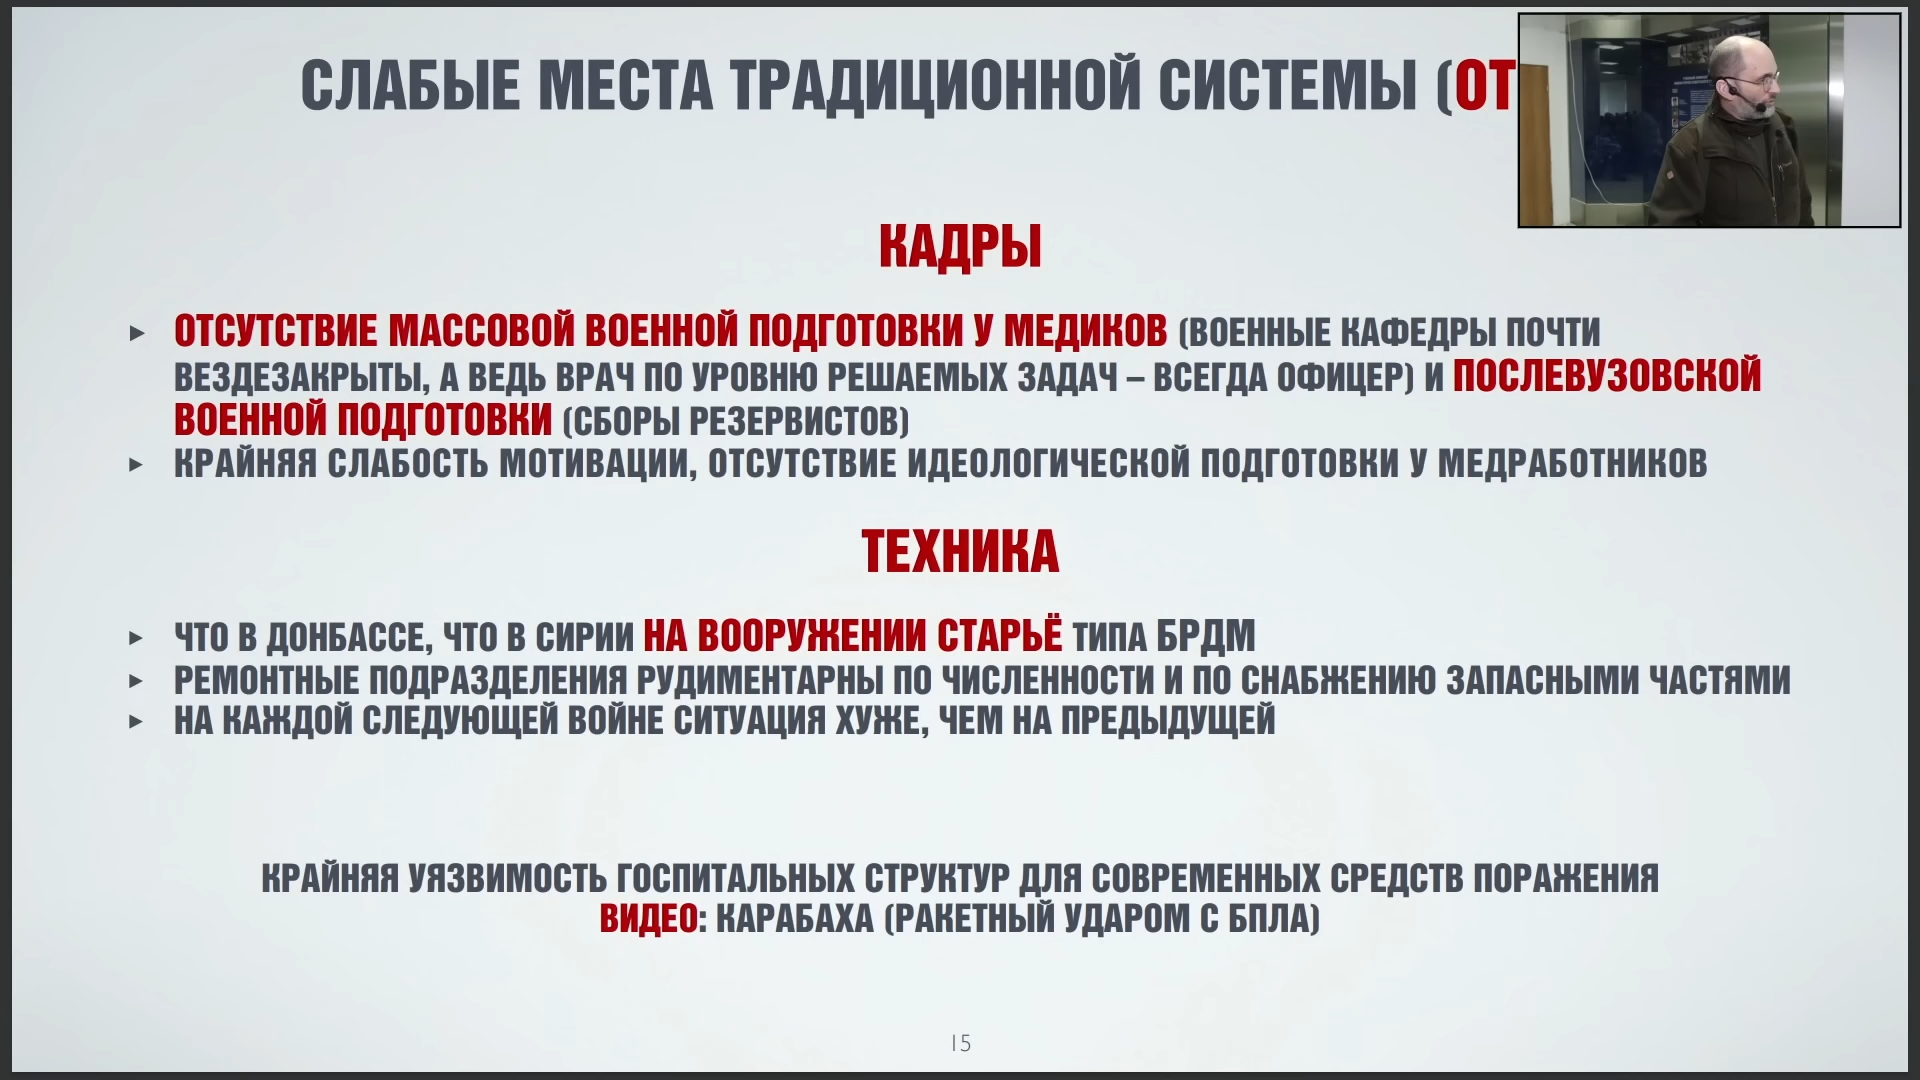 СЛАБЫЕ МЕСТА ТРАДИЦИОННОЙ СИСТЕМЫ (ОТ
КАДРЫ
▸ ОТСУТСТВИЕ МАССОВОЙ ВОЕННОЙ ПОДГОТОВКИ У МЕДИКОВ (ВОЕННЫЕ КАФЕДРЫ ПОЧТИ
ВЕЗДЕЗАКРЫТЫ, А ВЕДЬ ВРАЧ ПО УРОВНЮ РЕШАЕМЫХ ЗАДАЧ – ВСЕГДА ОФИЦЕР) И ПОСЛЕВУЗОВСКОЙ
ВОЕННОЙ ПОДГОТОВКИ (СБОРЫ РЕЗЕРВИСТОВ)
▸ КРАЙНЯЯ СЛАБОСТЬ МОТИВАЦИИ, ОТСУТСТВИЕ ИДЕОЛОГИЧЕСКОЙ ПОДГОТОВКИ У МЕДРАБОТНИКОВ
ТЕХНИКА
▸ ЧТО В ДОНБАССЕ, ЧТО В СИРИИ НА ВООРУЖЕНИИ СТАРЬЁ ТИПА БРДМ
▸ РЕМОНТНЫЕ ПОДРАЗДЕЛЕНИЯ РУДИМЕНТАРНЫ ПО ЧИСЛЕННОСТИ И ПО СНАБЖЕНИЮ ЗАПАСНЫМИ ЧАСТЯМИ
▸ НА КАЖДОЙ СЛЕДУЮЩЕЙ ВОЙНЕ СИТУАЦИЯ ХУЖЕ, ЧЕМ НА ПРЕДЫДУЩЕЙ
КРАЙНЯЯ УЯЗВИМОСТЬ ГОСПИТАЛЬНЫХ СТРУКТУР ДЛЯ СОВРЕМЕННЫХ СРЕДСТВ ПОРАЖЕНИЯ
ВИДЕО: КАРАБАХА (РАКЕТНЫЙ УДАРОМ С БПЛА)
15